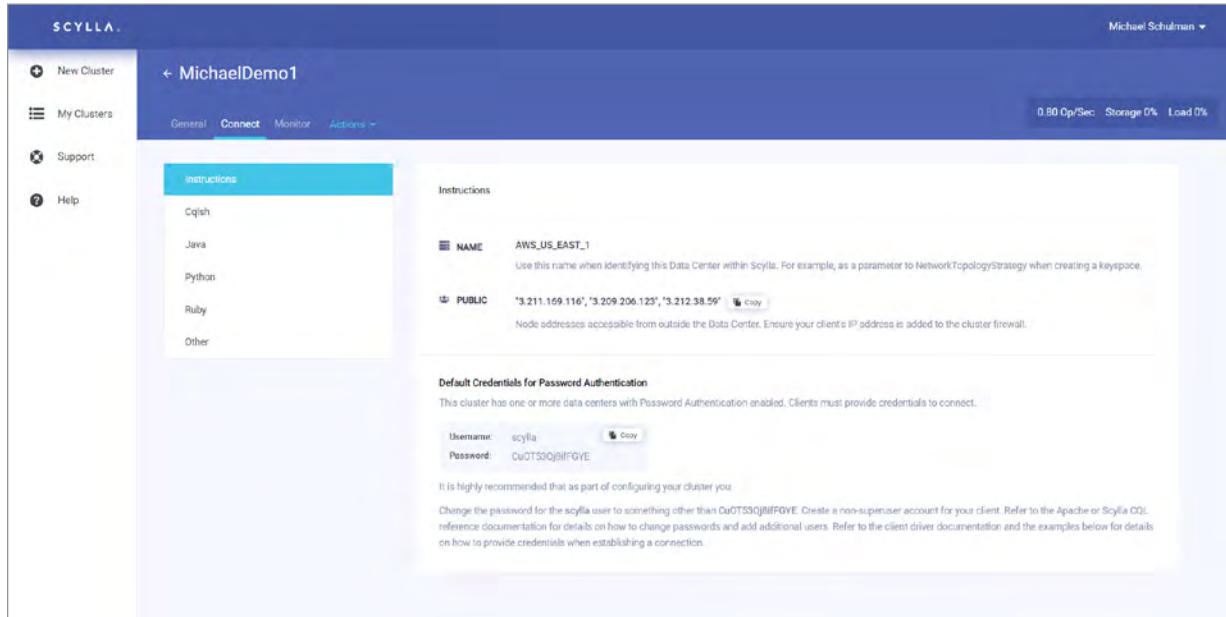 SCYLLA.
Michael Schulman
New Cluster
← MichaelDemo1
My Clusters
General Connect Monitor Actions
0.80 Op/Sec Storage 0% Load 0%
Support
Help
Instructions
Cqlsh
Java
Python
Ruby
Other
Instructions
NAME AWS_US_EAST_1
Use this name when identifying this Data Center within Scylla. For example, as a parameter to NetworkTopologyStrategy when creating a keyspace.
PUBLIC "3.211.169.116", "3.209.206.123", "3.212.38.59" Copy
Node addresses accessible from outside the Data Center. Ensure your client's IP address is added to the cluster firewall.
Default Credentials for Password Authentication
This cluster has one or more data centers with Password Authentication enabled. Clients must provide credentials to connect.
Username: scylla Copy
Password:
It is highly recommended that as part of configuring your cluster you:
Change the password for the scylla user to something other than Create a non-superuser account for your client. Refer to the Apache or Scylla CQL
reference documentation for details on how to change passwords and add additional users. Refer to the client driver documentation and the examples below for details
on how to provide credentials when establishing a connection.